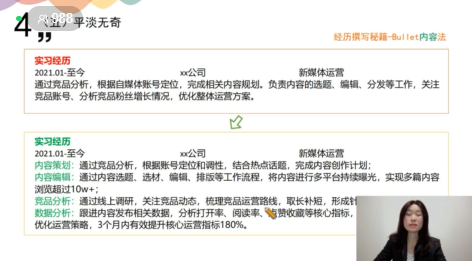 988
4 （五）平淡无奇
经历撰写秘籍-Bullet内容法
实习经历
2021.01-至今 xx公司 新媒体运营
通过竞品分析，根据自媒体账号定位，完成相关内容规划。负责内容的选题、编辑、分发等工作，关注
竞品账号、分析竞品粉丝增长情况，优化整体运营方案。
实习经历
2021.01-至今 xx公司 新媒体运营
内容策划：通过竞品分析，根据账号定位和调性，结合热点话题，完成内容创作计划；
内容编辑：通过内容选题、选材、编辑、排版等工作流程，将内容进行多平台持续曝光，实现多篇内容
浏览超过10w+；
竞品分析：通过线上调研，关注竞品动态，梳理竞品运营路线，取长补短，形成针
数据分析：跟进内容发布相关数据，分析打开率、阅读率、点赞收藏等核心指标，
优化运营策略，3个月内有效提升核心运营指标180%。